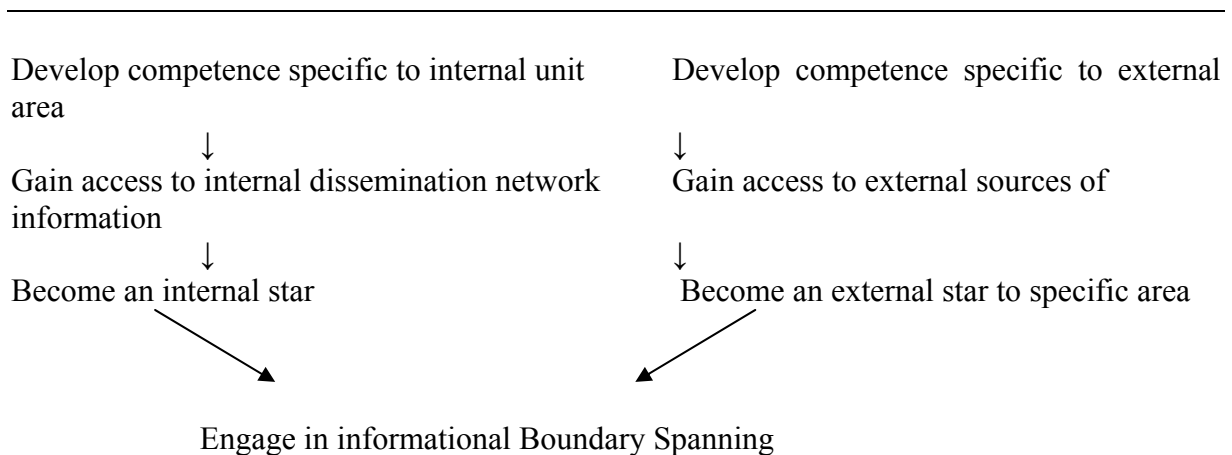 Develop competence specific to internal unit Develop competence specific to external
area
↓ ↓
Gain access to internal dissemination network Gain access to external sources of
information
↓ ↓
Become an internal star Become an external star to specific area
Engage in informational Boundary Spanning